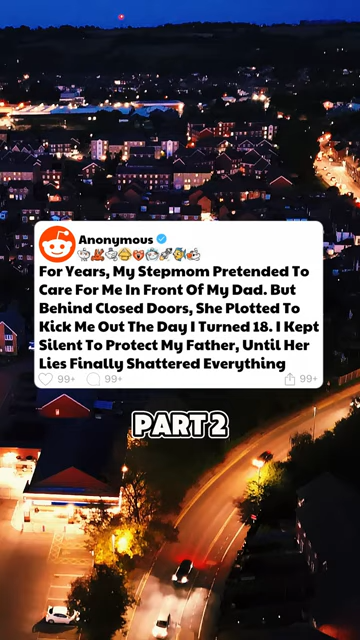 Anonymous
For Years, My Stepmom Pretended To
Care For Me In Front Of My Dad. But
Behind Closed Doors, She Plotted To
Kick Me Out The Day I Turned 18. I Kept
Silent To Protect My Father, Until Her
Lies Finally Shattered Everything
99+ 99+ 99+
PART 2